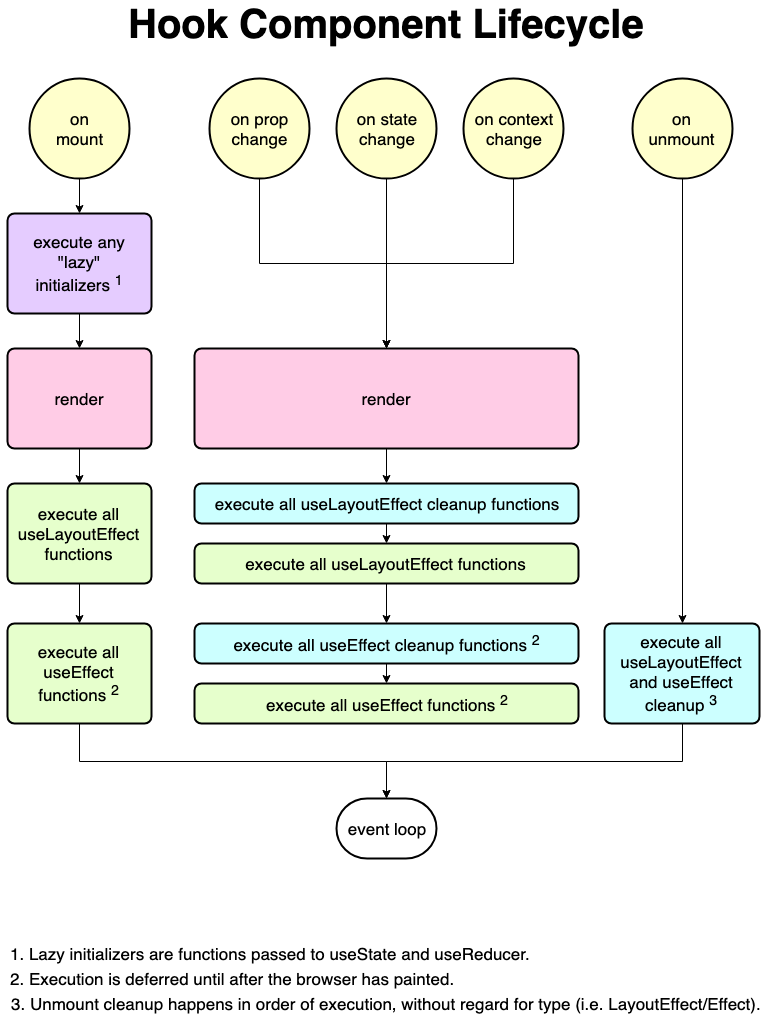 Hook Component Lifecycle
on
mount
on prop
change
on state
change
on context
change
on
unmount
execute any
"lazy"
initializers 1
render
render
execute all
useLayoutEffect
functions
execute all useLayoutEffect cleanup functions
execute all useLayoutEffect functions
execute all
useEffect
functions 2
execute all useEffect cleanup functions 2
execute all useEffect functions 2
execute all
useLayoutEffect
and useEffect
cleanup 3
event loop
1. Lazy initializers are functions passed to useState and useReducer.
2. Execution is deferred until after the browser has painted.
3. Unmount cleanup happens in order of execution, without regard for type (i.e. LayoutEffect/Effect).